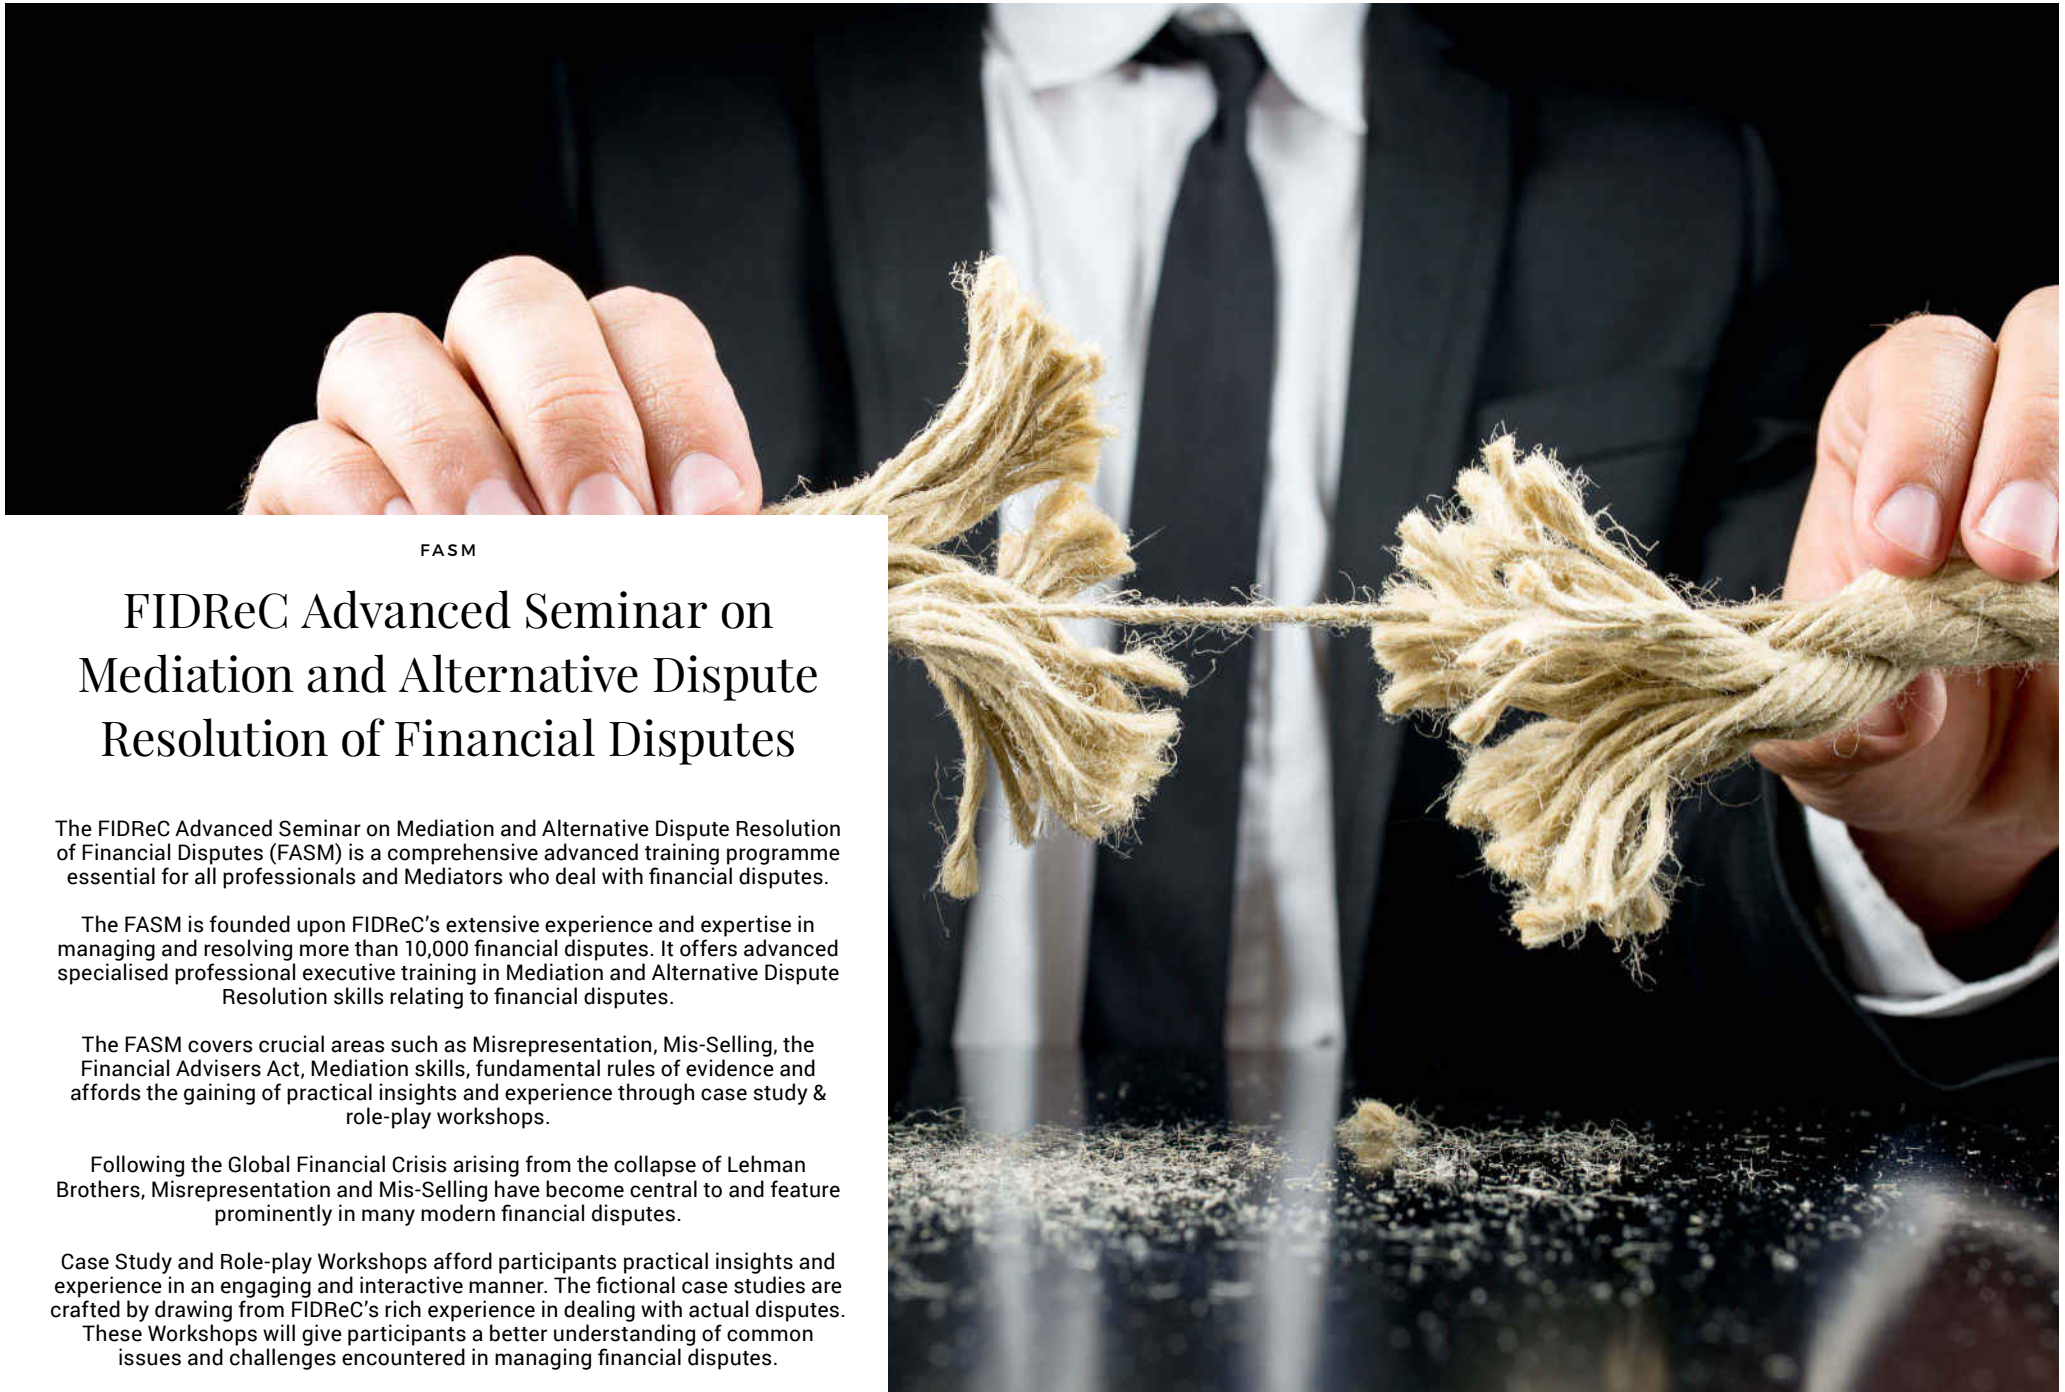 FASM
FIDReC Advanced Seminar on
Mediation and Alternative Dispute
Resolution of Financial Disputes
The FIDReC Advanced Seminar on Mediation and Alternative Dispute Resolution
of Financial Disputes (FASM) is a comprehensive advanced training programme
essential for all professionals and Mediators who deal with financial disputes.
The FASM is founded upon FIDReC’s extensive experience and expertise in
managing and resolving more than 10,000 financial disputes. It offers advanced
specialised professional executive training in Mediation and Alternative Dispute
Resolution skills relating to financial disputes.
The FASM covers crucial areas such as Misrepresentation, Mis-Selling, the
Financial Advisers Act, Mediation skills, fundamental rules of evidence and
affords the gaining of practical insights and experience through case study &
role-play workshops.
Following the Global Financial Crisis arising from the collapse of Lehman
Brothers, Misrepresentation and Mis-Selling have become central to and feature
prominently in many modern financial disputes.
Case Study and Role-play Workshops afford participants practical insights and
experience in an engaging and interactive manner. The fictional case studies are
crafted by drawing from FIDReC’s rich experience in dealing with actual disputes.
These Workshops will give participants a better understanding of common
issues and challenges encountered in managing financial disputes.